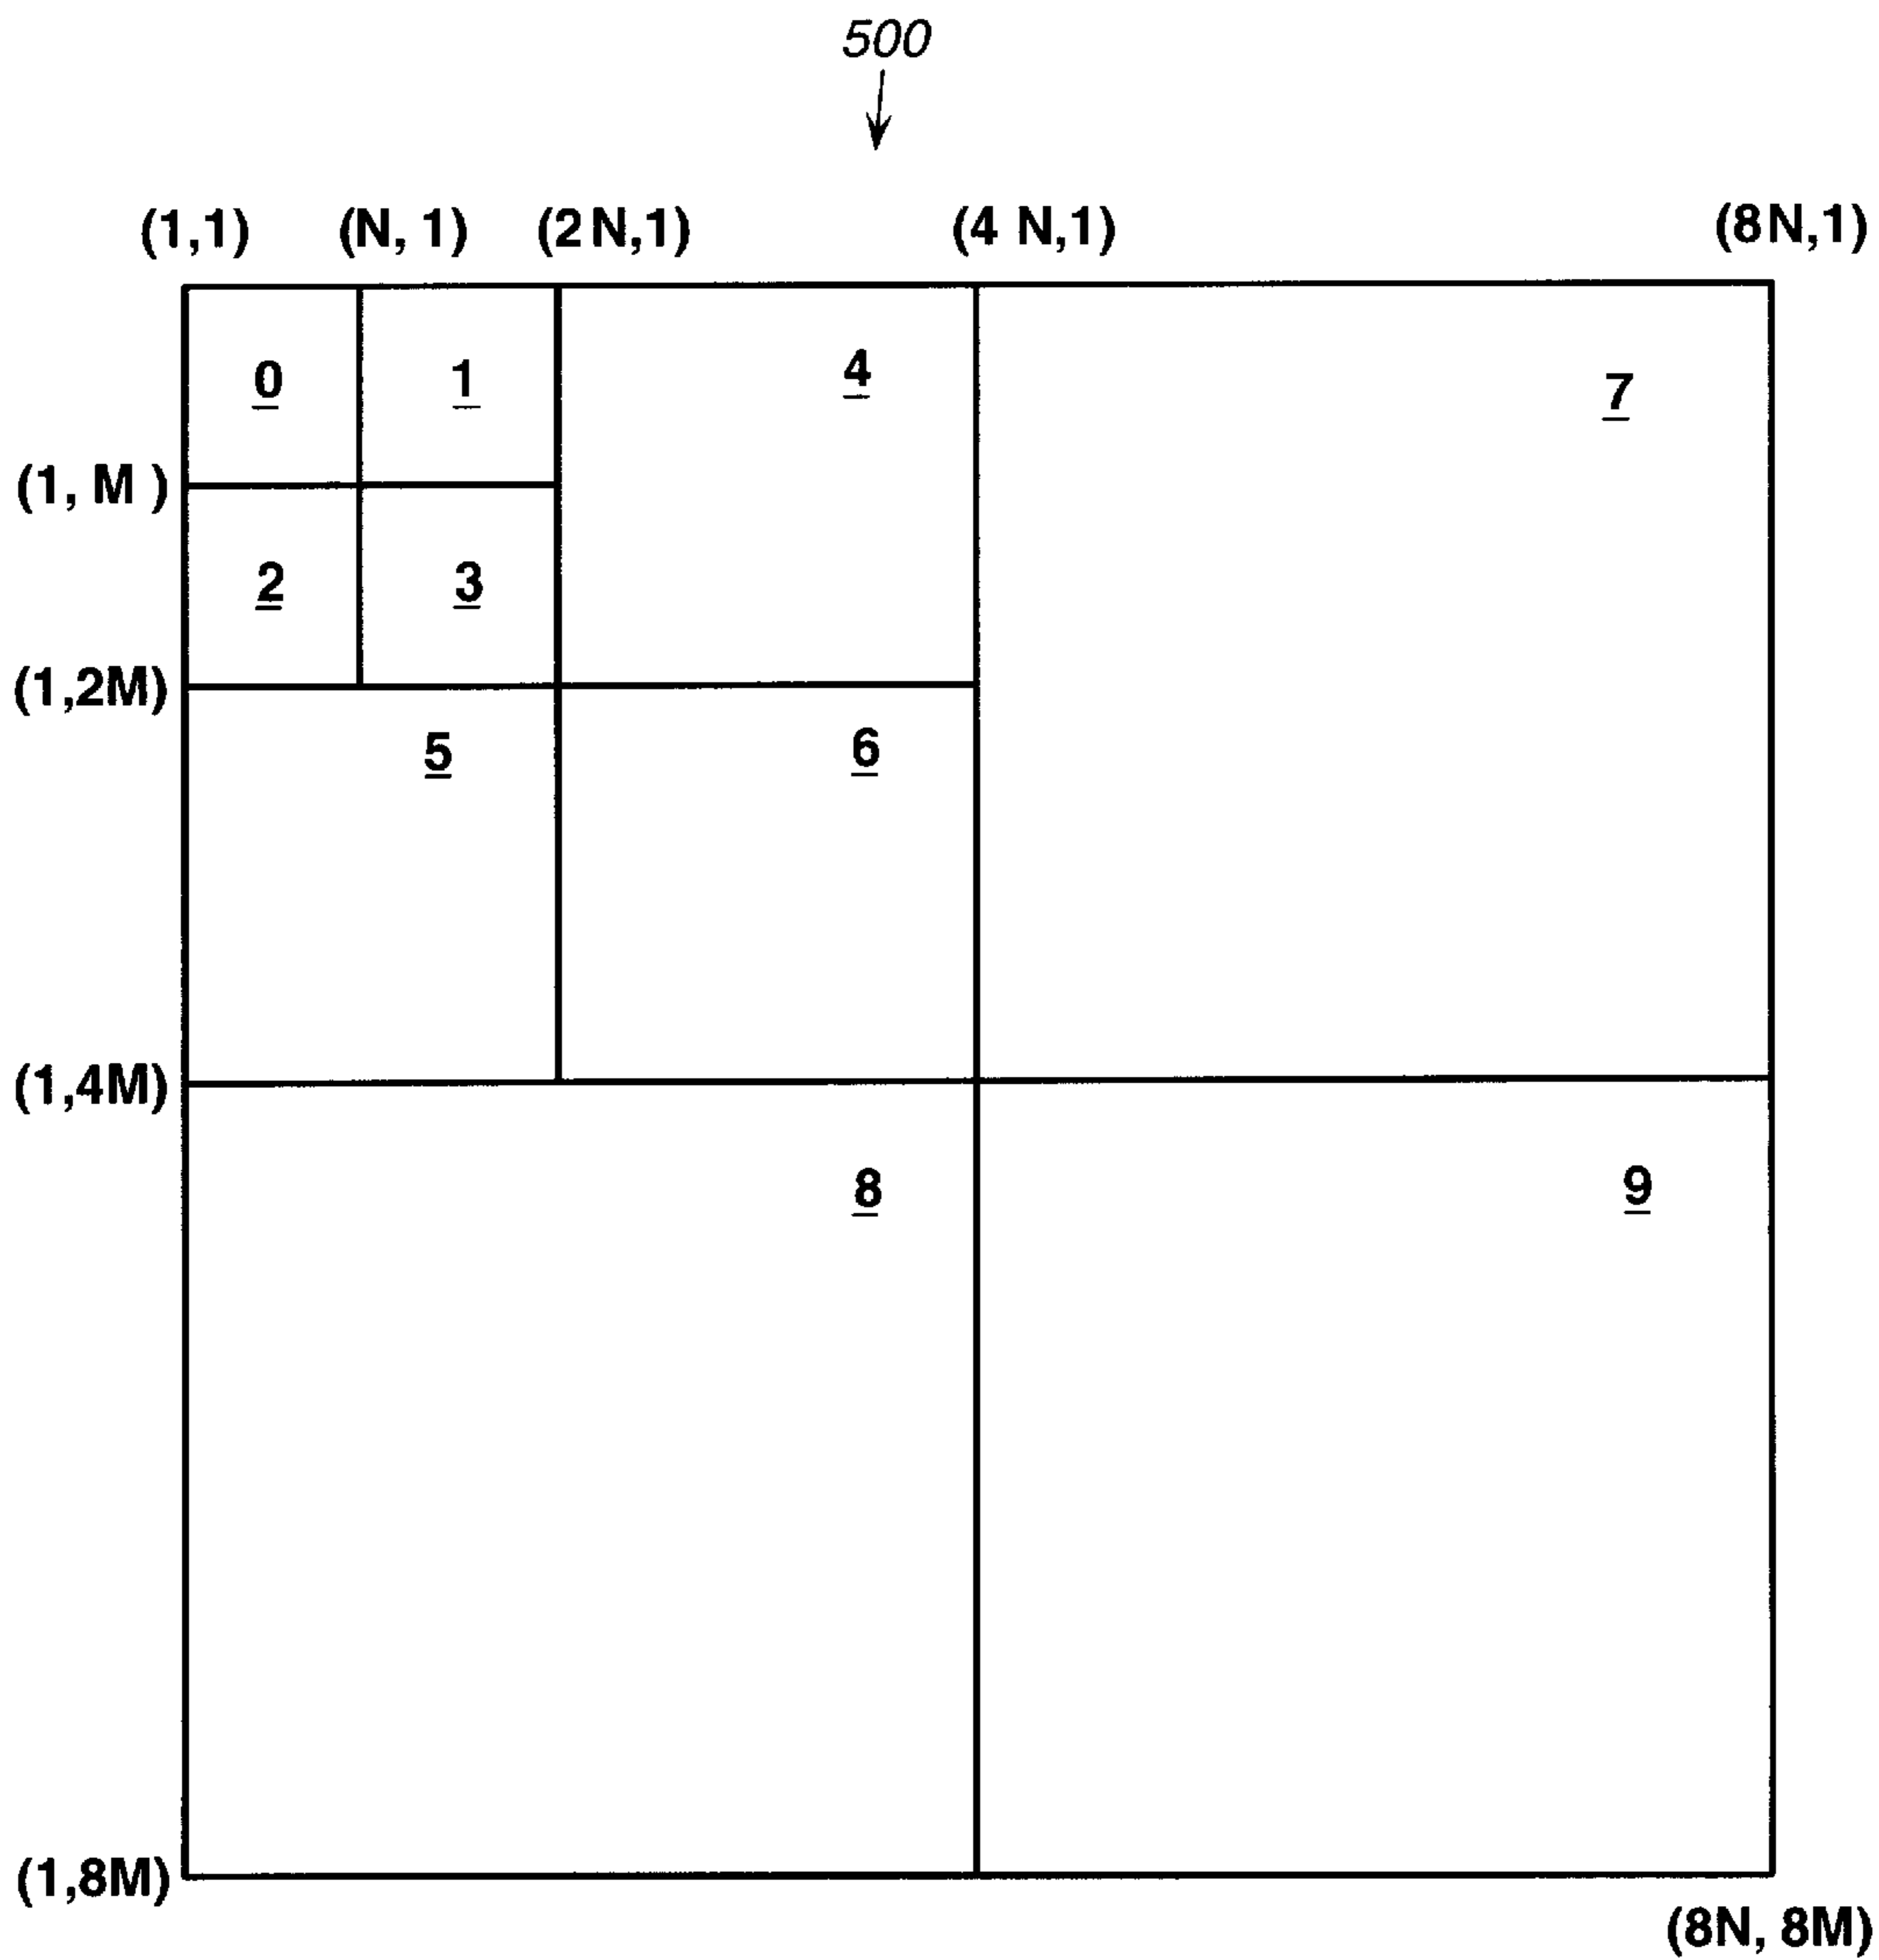 500
(1,1) (N, 1) (2N,1) (4 N,1) (8N,1)
0 1 4 7
(1, M )
2 3
(1,2M)
5 6
(1,4M)
8 9
(1,8M)
(8N, 8M)